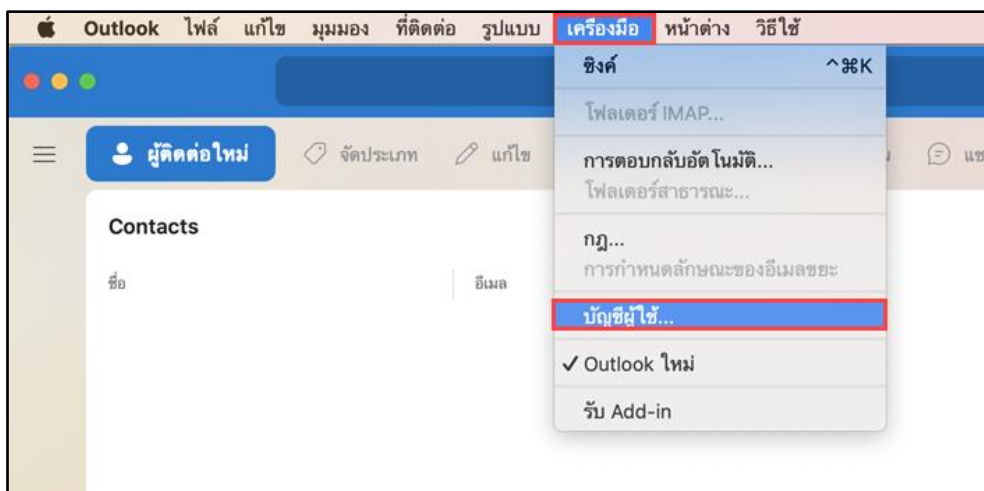 Outlook ไฟล์ แก้ไข มุมมอง ที่ติดต่อ รูปแบบ เครื่องมือ หน้าต่าง วิธีใช้
ซิงค์ ^⌘K
โฟลเดอร์ IMAP...
ผู้ติดต่อใหม่ จัดประเภท แก้ไข
การตอบกลับอัตโนมัติ...
โฟลเดอร์สาธารณะ...
Contacts
กฎ...
การกำหนดลักษณะของอีเมลขยะ
ชื่อ อีเมล
บัญชีผู้ใช้...
✓ Outlook ใหม่
รับ Add-in